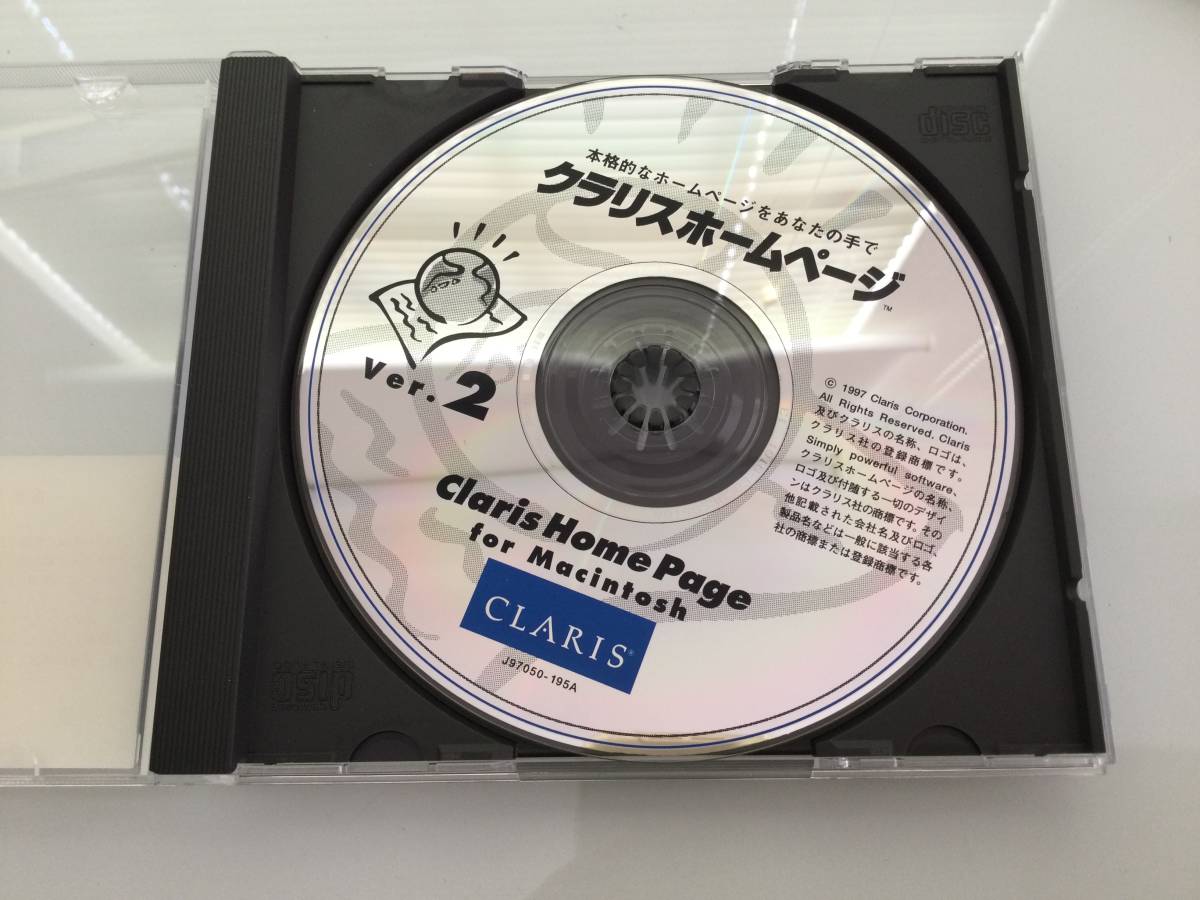 本格的なホームページをあなたの手で
クラリスホームページ
™
Ver. 2
© 1997 Claris Corporation.
All Rights Reserved. Claris
及びクラリスの名称、ロゴは、
クラリス社の登録商標です。
Simply powerful software、
クラリスホームページの名称、
ロゴ及び付随する一切のデザイ
ンはクラリス社の商標です。その
他記載された会社名及びロゴ、
製品名などは一般に該当する各
社の商標または登録商標です。
Claris Home Page
for Macintosh
CLARIS®
J97050-195A
disc